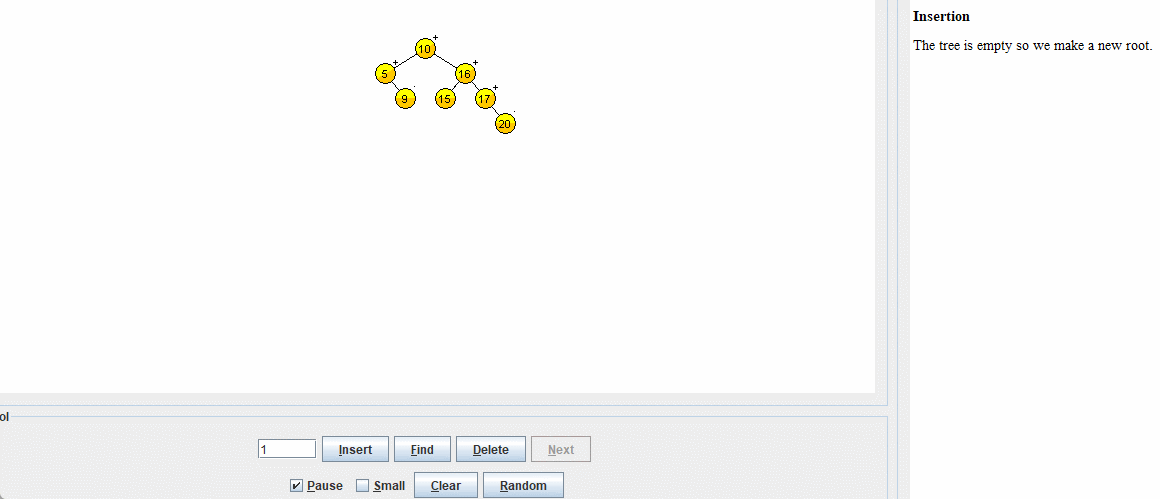 Insertion
The tree is empty so we make a new root.
+
10
+
+
5
16
+
9
15
17
20
ol
1
Insert
Find
Delete
Next
Pause
Small
Clear
Random